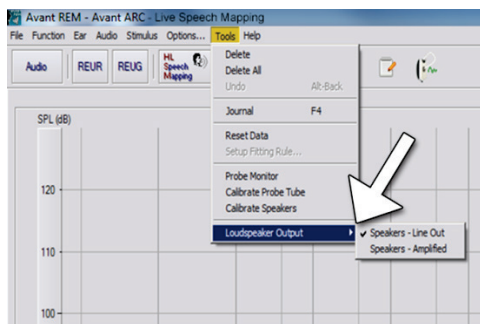 Avant REM - Avant ARC - Live Speech Mapping
File Function Ear Audio Stimulus Options... Tools Help
Audio REUR REUG HL Speech Mapping
Delete
Delete All
Undo Alt-Back
Journal F4
Reset Data
Setup Fitting Rule...
Probe Monitor
Calibrate Probe Tube
Calibrate Speakers
Loudspeaker Output
Speakers - Line Out
Speakers - Amplified
SPL (dB)
120
110
100